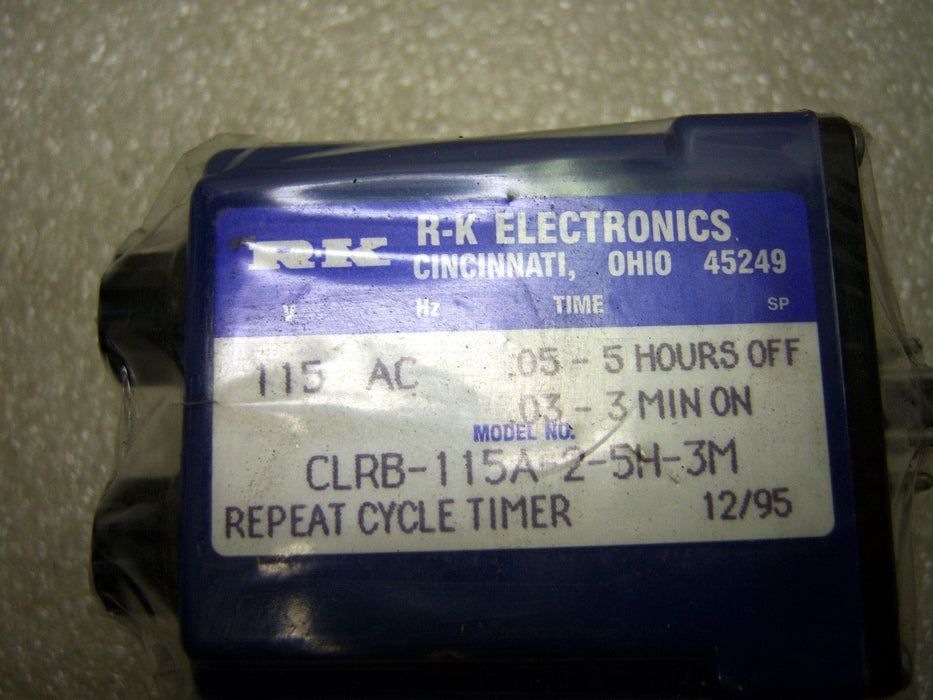 R-K R-K ELECTRONICS
CINCINNATI, OHIO 45249
V Hz TIME SP
115 AC .05 - 5 HOURS OFF
.03 - 3 MIN ON
MODEL NO.
CLRB-115A-2-5H-3M
REPEAT CYCLE TIMER 12/95